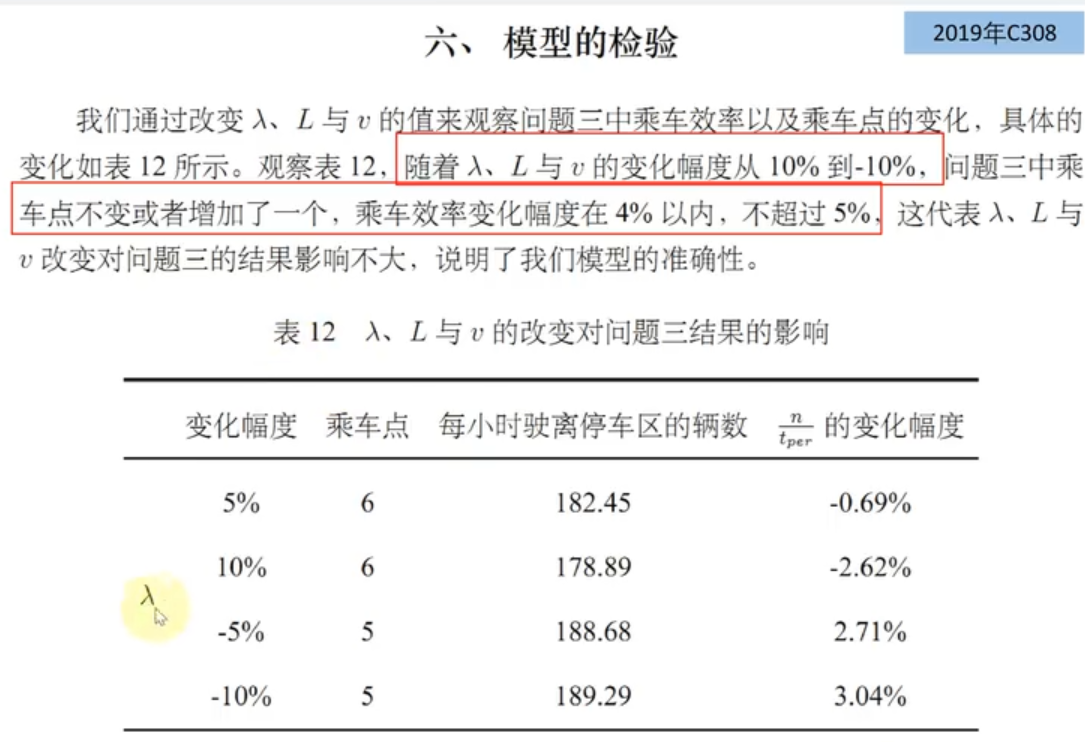 六、 模型的检验
2019年C308
我们通过改变 λ、L 与 v 的值来观察问题三中乘车效率以及乘车点的变化，具体的
变化如表 12 所示。观察表 12，随着 λ、L 与 v 的变化幅度从 10% 到-10%，问题三中乘
车点不变或者增加了一个，乘车效率变化幅度在 4% 以内，不超过 5%，这代表 λ、L 与
v 改变对问题三的结果影响不大，说明了我们模型的准确性。
表 12 λ、L 与 v 的改变对问题三结果的影响
变化幅度 乘车点 每小时驶离停车区的辆数 n/t_per 的变化幅度
5% 6 182.45 -0.69%
10% 6 178.89 -2.62%
λ
-5% 5 188.68 2.71%
-10% 5 189.29 3.04%